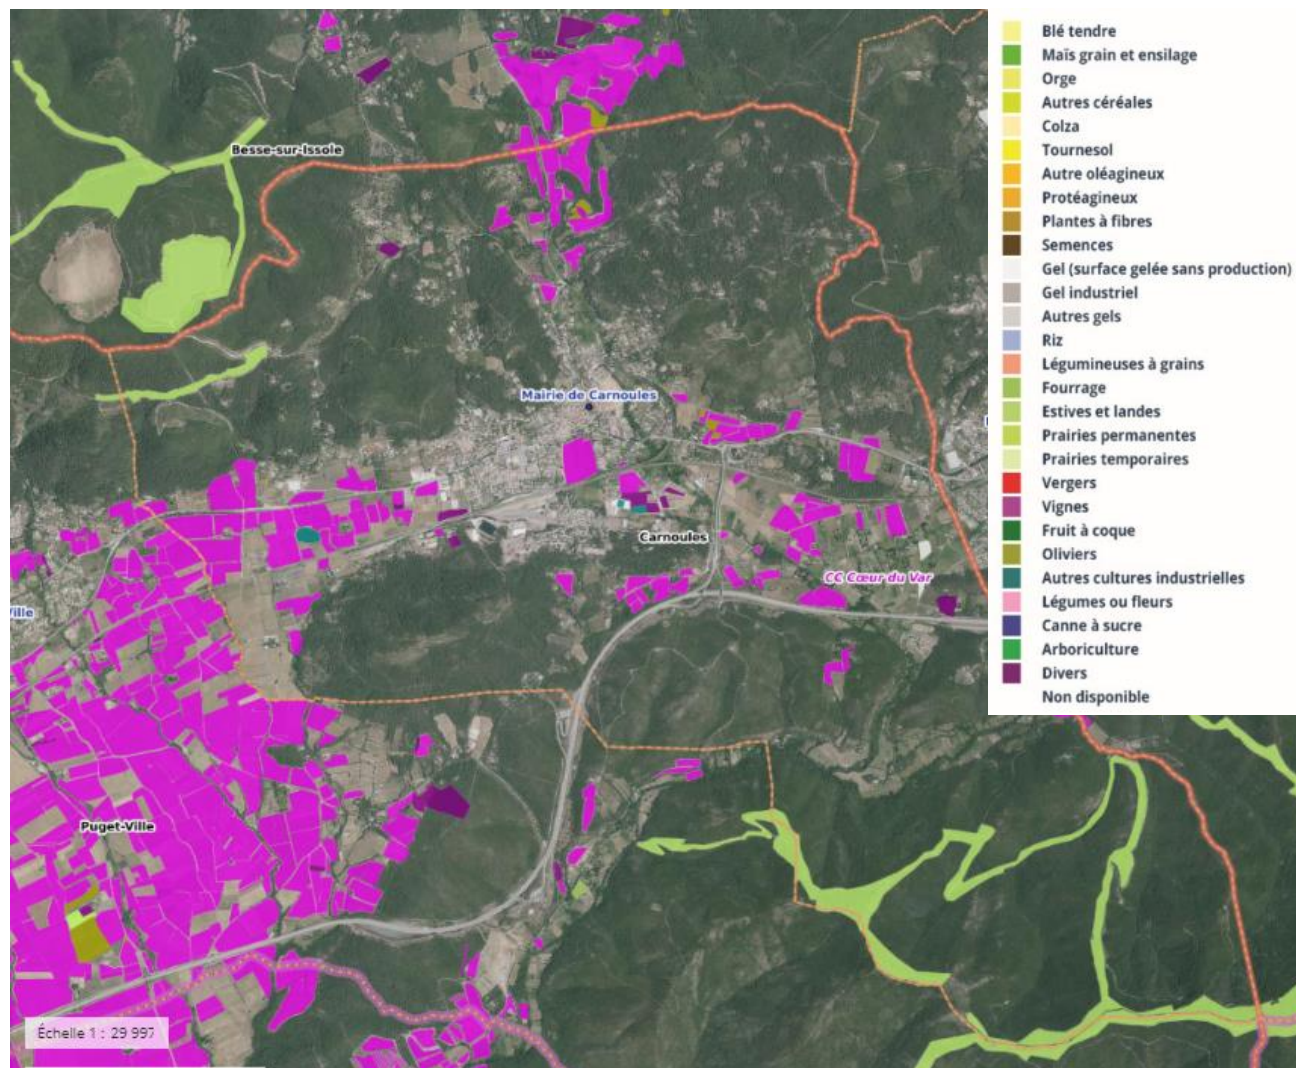 Blé tendre
Maïs grain et ensilage
Orge
Autres céréales
Colza
Tournesol
Autre oléagineux
Protéagineux
Plantes à fibres
Semences
Gel (surface gelée sans production)
Gel industriel
Autres gels
Riz
Légumineuses à grains
Fourrage
Estives et landes
Prairies permanentes
Prairies temporaires
Vergers
Vignes
Fruit à coque
Oliviers
Autres cultures industrielles
Légumes ou fleurs
Canne à sucre
Arboriculture
Divers
Non disponible
Besse-sur-Issole
Mairie de Carnoules
Carnoules
CC Cœur du Var
ville
Puget-Ville
Échelle 1 : 29 997